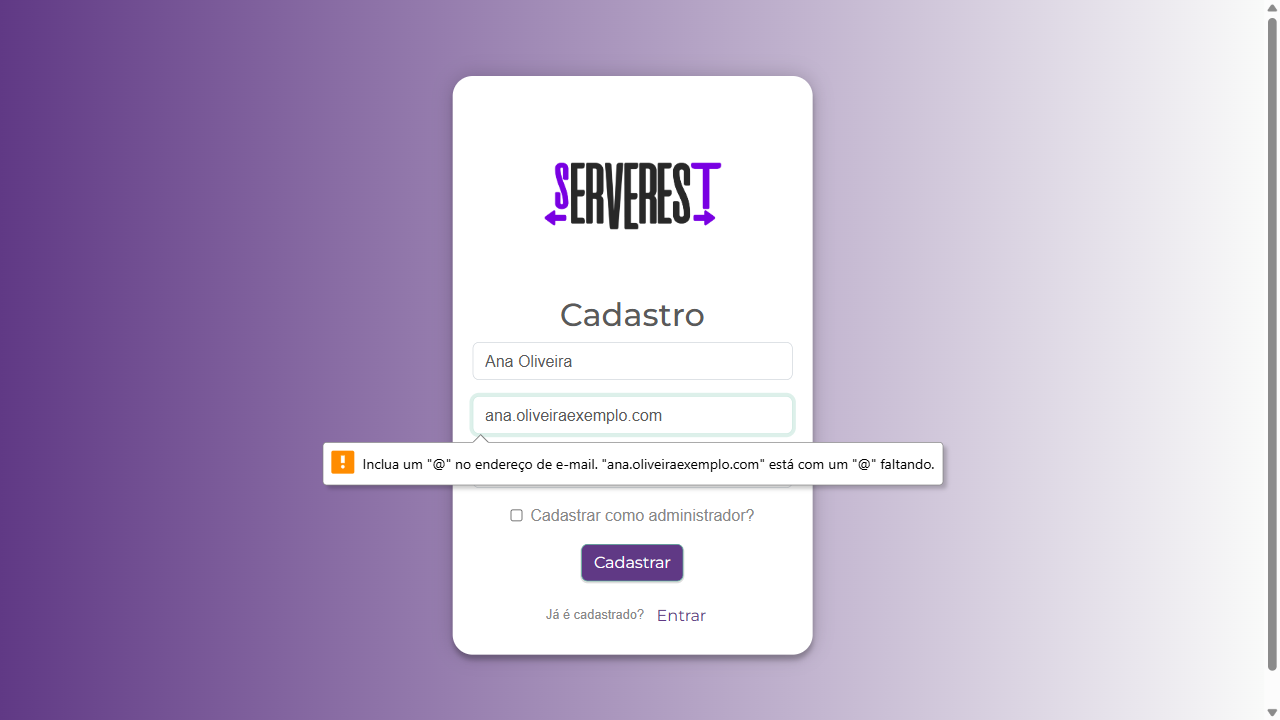 SERVEREST
Cadastro
Ana Oliveira
ana.oliveiraexemplo.com
Inclua um "@" no endereço de e-mail. "ana.oliveiraexemplo.com" está com um "@" faltando.
Cadastrar como administrador?
Cadastrar
Já é cadastrado? Entrar